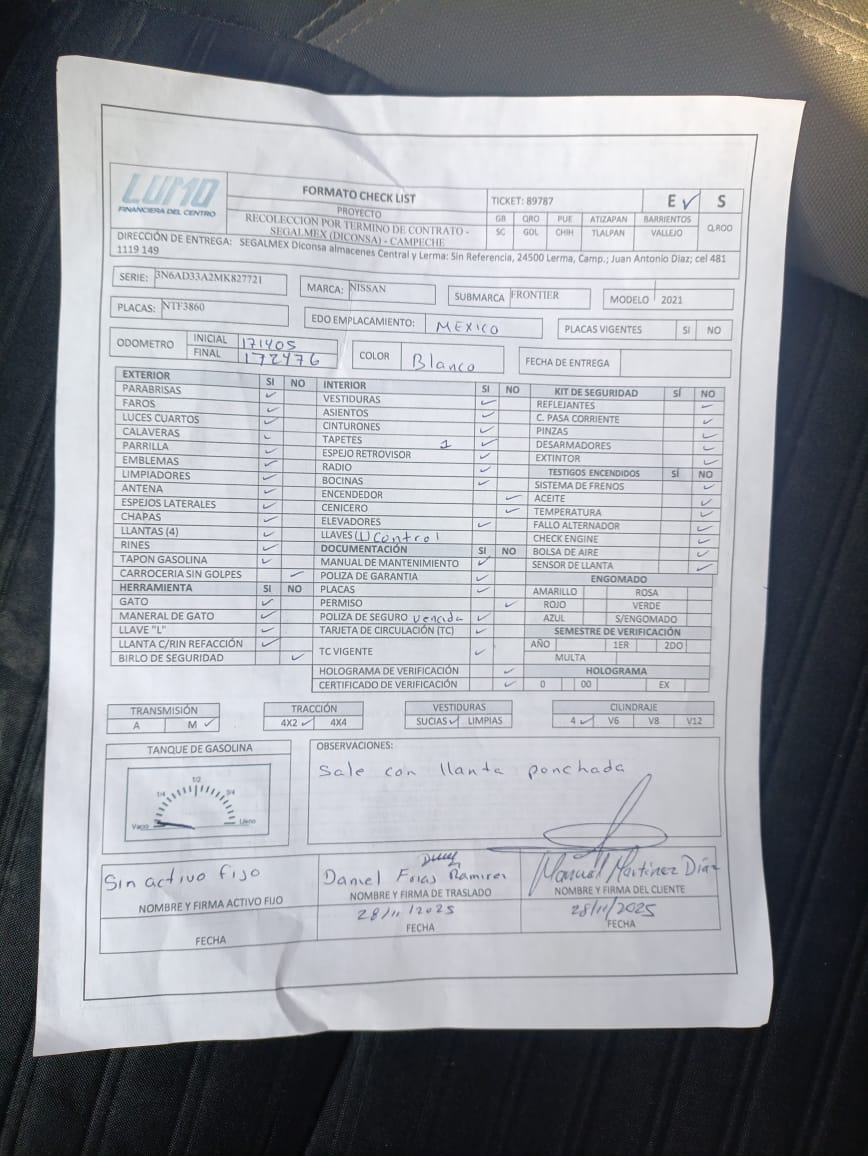 LUMO
FINANCIERA DEL CENTRO
FORMATO CHECK LIST
PROYECTO
RECOLECCION POR TERMINO DE CONTRATO -
SEGALMEX (DICONSA) - CAMPECHE
TICKET: 89787 E ✓ S
GB QRO PUE ATIZAPAN BARRIENTOS Q.ROO
SC GDL CHIH TLALPAN VALLEJO
DIRECCIÓN DE ENTREGA: SEGALMEX Diconsa almacenes Central y Lerma: Sin Referencia, 24500 Lerma, Camp.; Juan Antonio Diaz; cel 481
1119 149
SERIE: 3N6AD33A2MK827721 MARCA: NISSAN SUBMARCA FRONTIER MODELO 2021
PLACAS: NTF3860 EDO EMPLACAMIENTO: MEXICO PLACAS VIGENTES SI NO
ODOMETRO INICIAL 171405
FINAL 172476
COLOR Blanco FECHA DE ENTREGA
EXTERIOR SI NO
PARABRISAS ✓
FAROS ✓
LUCES CUARTOS ✓
CALAVERAS ✓
PARRILLA ✓
EMBLEMAS ✓
LIMPIADORES ✓
ANTENA ✓
ESPEJOS LATERALES ✓
CHAPAS ✓
LLANTAS (4) ✓
RINES ✓
TAPON GASOLINA ✓
CARROCERIA SIN GOLPES ✓
HERRAMIENTA SI NO
GATO ✓
MANERAL DE GATO ✓
LLAVE "L" ✓
LLANTA C/RIN REFACCIÓN ✓
BIRLO DE SEGURIDAD ✓
INTERIOR SI NO
VESTIDURAS ✓
ASIENTOS ✓
CINTURONES ✓
TAPETES 1 ✓
ESPEJO RETROVISOR ✓
RADIO ✓
BOCINAS ✓
ENCENDEDOR ✓
CENICERO ✓
ELEVADORES ✓
LLAVES (1) Control
DOCUMENTACIÓN SI NO
MANUAL DE MANTENIMIENTO ✓
POLIZA DE GARANTIA ✓
PLACAS ✓
PERMISO ✓
POLIZA DE SEGURO vencida ✓
TARJETA DE CIRCULACIÓN (TC) ✓
TC VIGENTE ✓
HOLOGRAMA DE VERIFICACIÓN ✓
CERTIFICADO DE VERIFICACIÓN ✓
KIT DE SEGURIDAD SÍ NO
REFLEJANTES ✓
C. PASA CORRIENTE ✓
PINZAS ✓
DESARMADORES ✓
EXTINTOR ✓
TESTIGOS ENCENDIDOS SÍ NO
SISTEMA DE FRENOS ✓
ACEITE ✓
TEMPERATURA ✓
FALLO ALTERNADOR ✓
CHECK ENGINE ✓
BOLSA DE AIRE ✓
SENSOR DE LLANTA ✓
ENGOMADO
AMARILLO ROSA
ROJO VERDE
AZUL S/ENGOMADO
SEMESTRE DE VERIFICACIÓN
AÑO 1ER 2DO
MULTA
HOLOGRAMA
0 00 EX
TRANSMISIÓN
A M ✓
TRACCIÓN
4X2 ✓ 4X4
VESTIDURAS
SUCIAS ✓ LIMPIAS
CILINDRAJE
4 ✓ V6 V8 V12
TANQUE DE GASOLINA
Vacio 1/4 1/2 3/4 Lleno
OBSERVACIONES:
Sale con llanta ponchada
Sin activo fijo
NOMBRE Y FIRMA ACTIVO FIJO
FECHA
Daniel Frias Ramirez
NOMBRE Y FIRMA DE TRASLADO
28/11/2025
FECHA
Manuel Martinez Díaz
NOMBRE Y FIRMA DEL CLIENTE
28/11/2025
FECHA